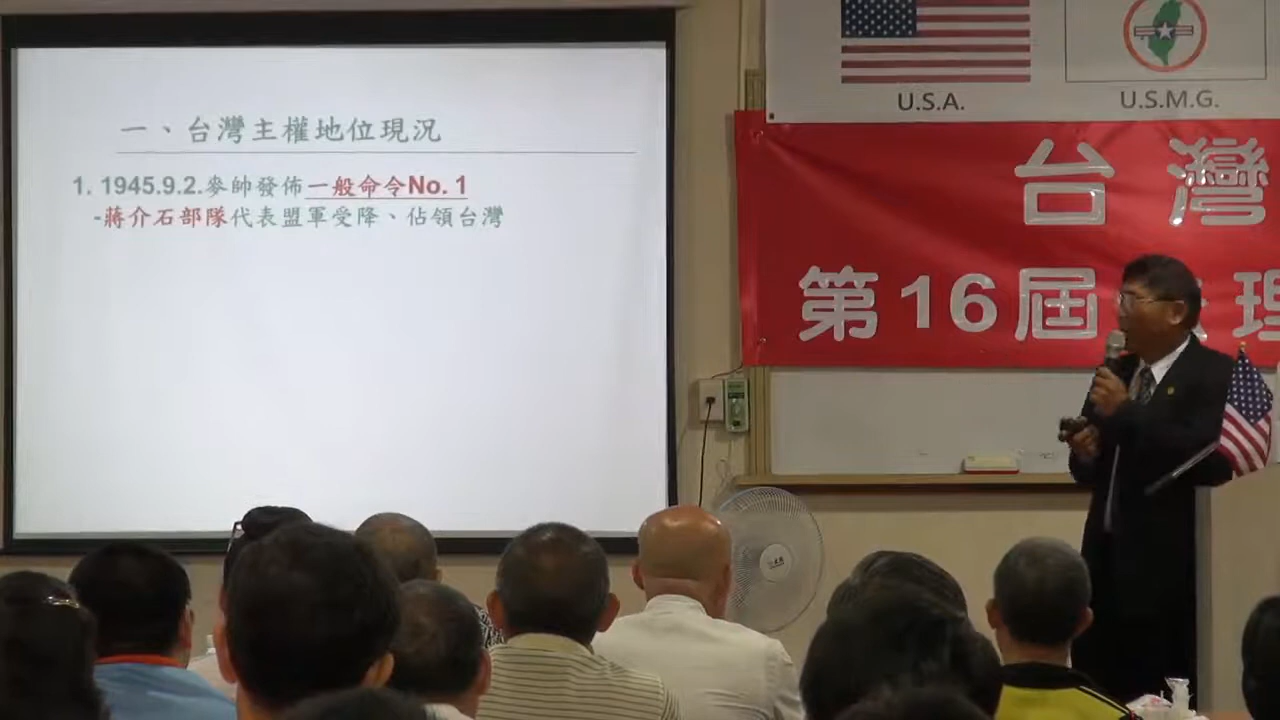 一、台灣主權地位現況
1. 1945.9.2.麥帥發佈一般命令No. 1
-蔣介石部隊代表盟軍受降、佔領台灣
U.S.A.
U.S.M.G.
台灣
第16屆 理